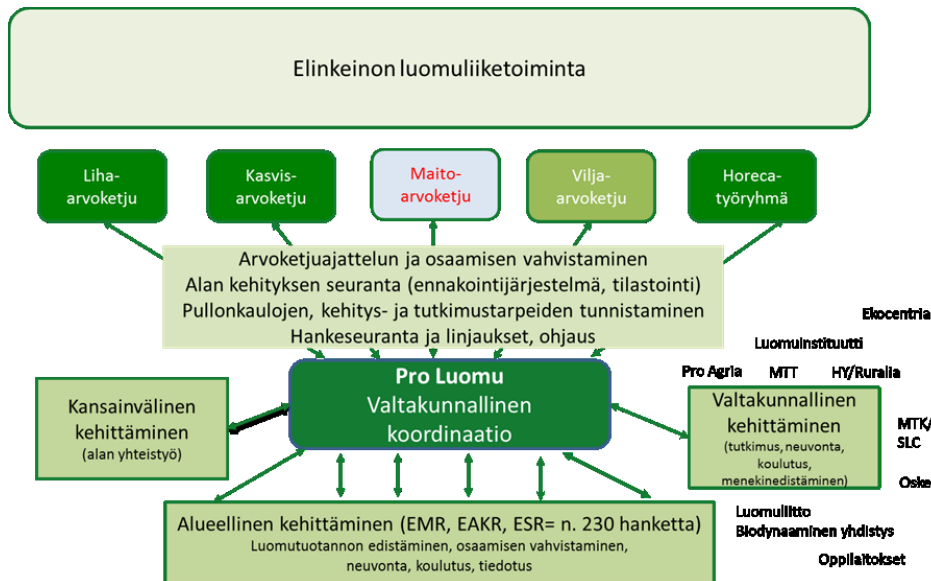 Elinkeinon luomuliiketoiminta
Liha-
arvoketju
Kasvis-
arvoketju
Maito-
arvoketju
Vilja-
arvoketju
Horeca-
työryhmä
Arvoketjuajattelun ja osaamisen vahvistaminen
Alan kehityksen seuranta (ennakointijärjestelmä, tilastointi)
Pullonkaulojen, kehitys- ja tutkimustarpeiden tunnistaminen
Hankeseuranta ja linjaukset, ohjaus
Ekocentria
Luomuinstituutti
Pro Agria MTT HY/Ruralia
Pro Luomu
Valtakunnallinen
koordinaatio
Kansainvälinen
kehittäminen
(alan yhteistyö)
Valtakunnallinen
kehittäminen
(tutkimus, neuvonta,
koulutus,
menekinedistäminen)
MTK/
SLC
Oske
Luomuliitto
Biodynaaminen yhdistys
Oppilaitokset
Alueellinen kehittäminen (EMR, EAKR, ESR= n. 230 hanketta)
Luomutuotannon edistäminen, osaamisen vahvistaminen,
neuvonta, koulutus, tiedotus